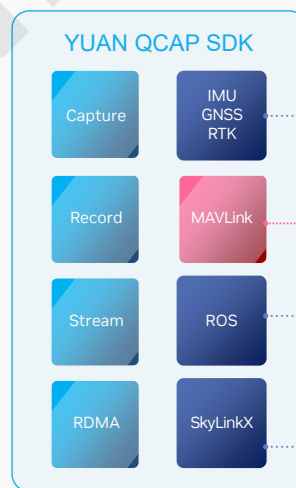 YUAN QCAP SDK
Capture
IMU
GNSS
RTK
Record
MAVLink
Stream
ROS
RDMA
SkyLinkX